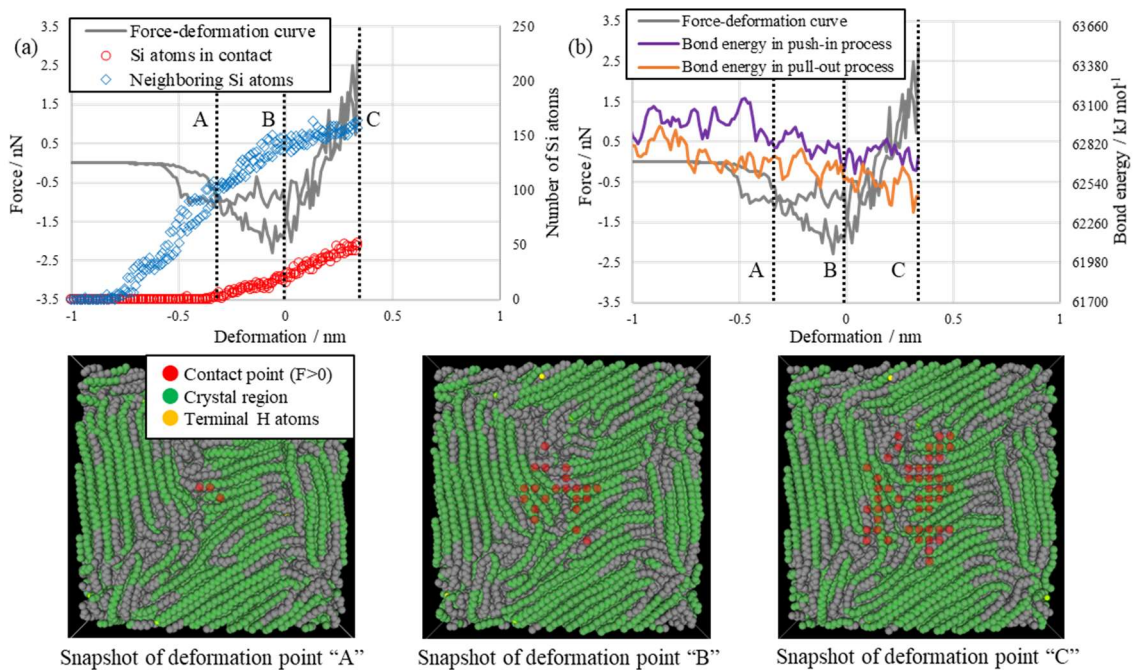 (a)
Force-deformation curve
Si atoms in contact
Neighboring Si atoms
A
B
C
3.5
2.5
1.5
0.5
-0.5
-1.5
-2.5
-3.5
Force / nN
250
200
150
100
50
0
Number of Si atoms
-1
-0.5
0
0.5
1
Deformation / nm
(b)
Force-deformation curve
Bond energy in push-in process
Bond energy in pull-out process
A
B
C
3.5
2.5
1.5
0.5
-0.5
-1.5
-2.5
-3.5
Force / nN
63660
63380
63100
62820
62540
62260
61980
61700
Bond energy / kJ mol⁻¹
-1
-0.5
0
0.5
1
Deformation / nm
Contact point (F>0)
Crystal region
Terminal H atoms
Snapshot of deformation point “A”
Snapshot of deformation point “B”
Snapshot of deformation point “C”